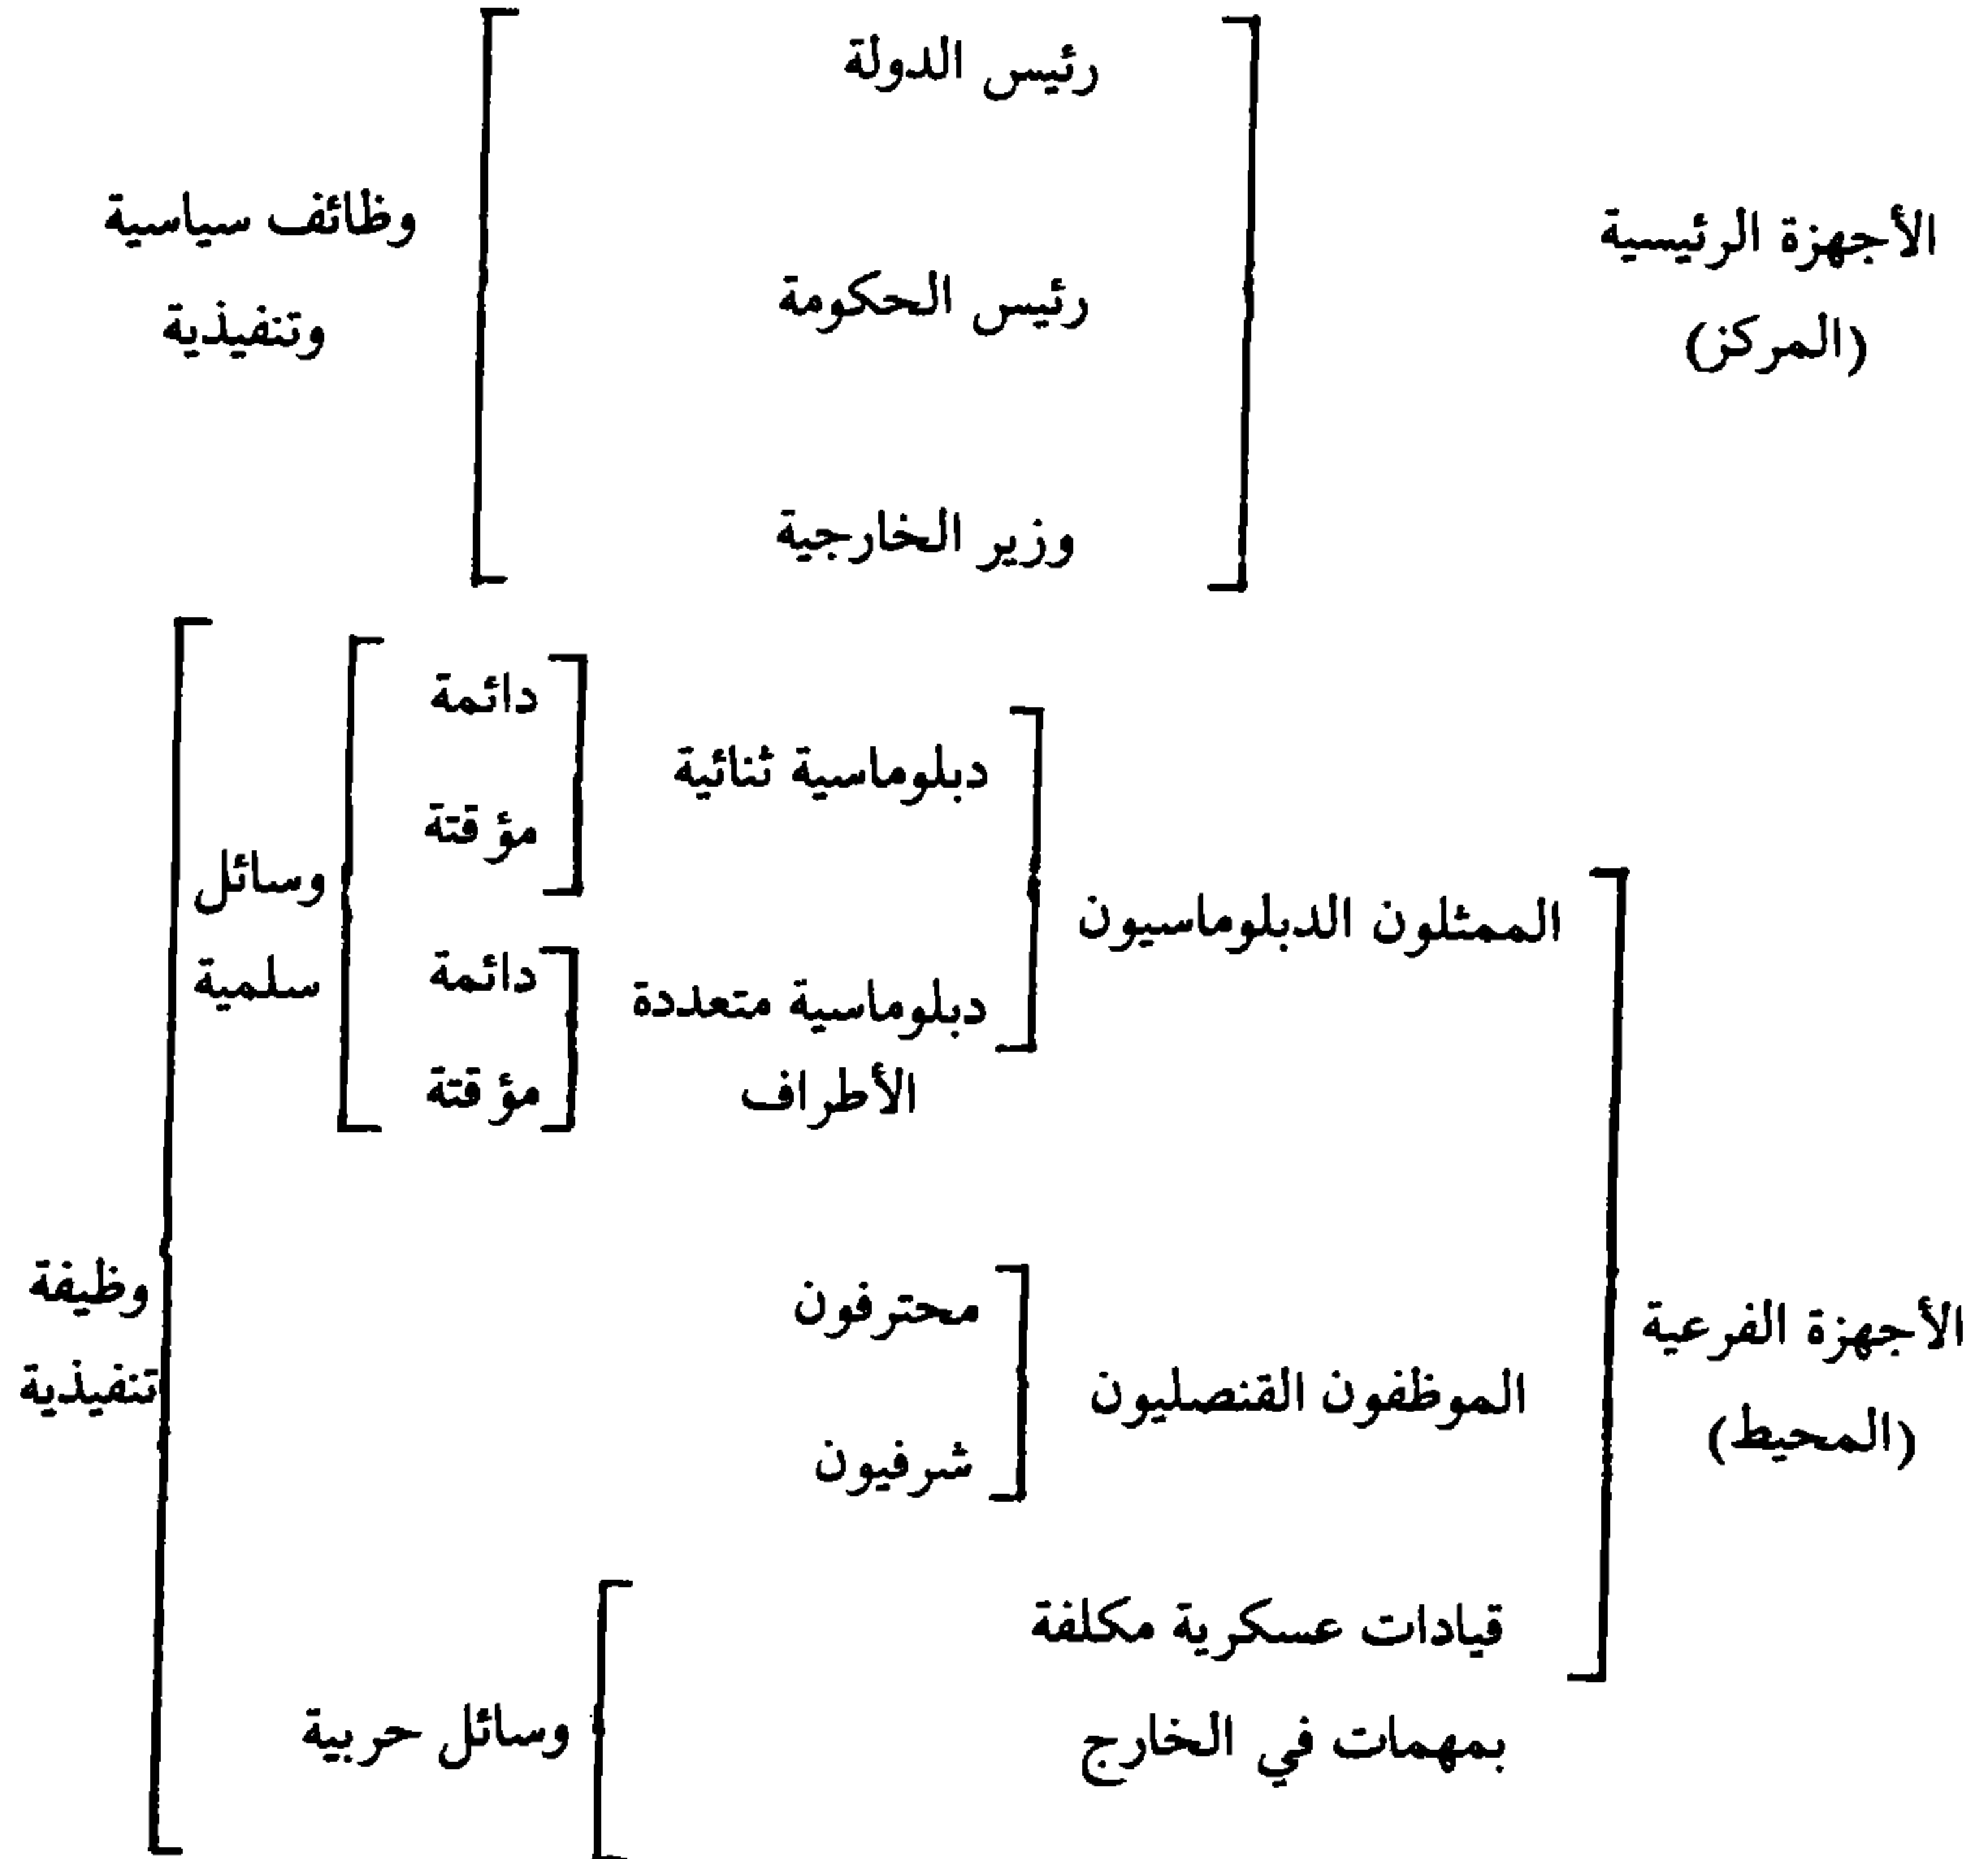 الأجهزة الرئيسية
(المركز)
رئيس الدولة
رئيس الحكومة
وزير الخارجية
وظائف سياسية
وتنفيذية
الأجهزة الفرعية
(المحيط)
الممثلون الدبلوماسيون
دبلوماسية ثنائية
دائمة
مؤقتة
دبلوماسية متعددة
الأطراف
دائمة
مؤقتة
وسائل
سلمية
الموظفون القنصليون
محترفون
شرفيون
قيادات عسكرية مكلفة
بمهمات في الخارج
وسائل حربية
وظيفة
تنفيذية